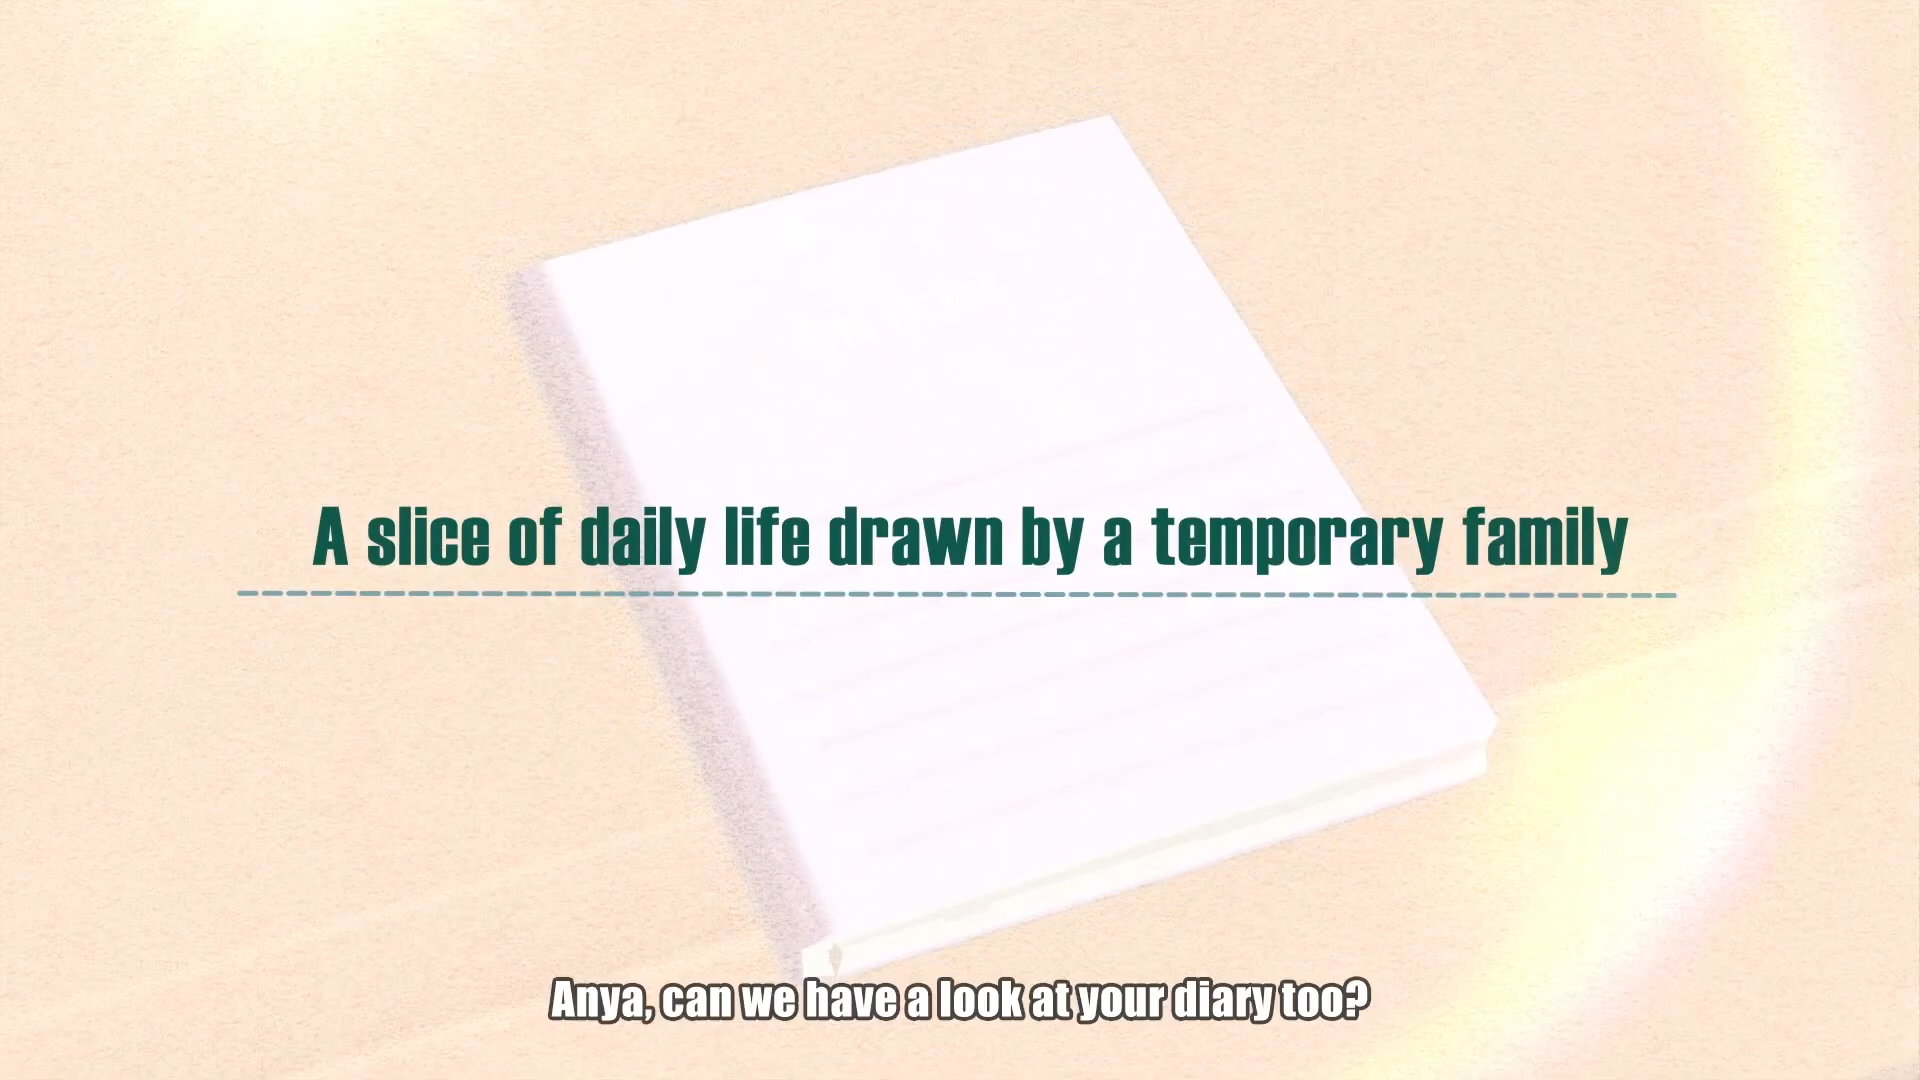 A slice of daily life drawn by a temporary family
Anya, can we have a look at your diary too?